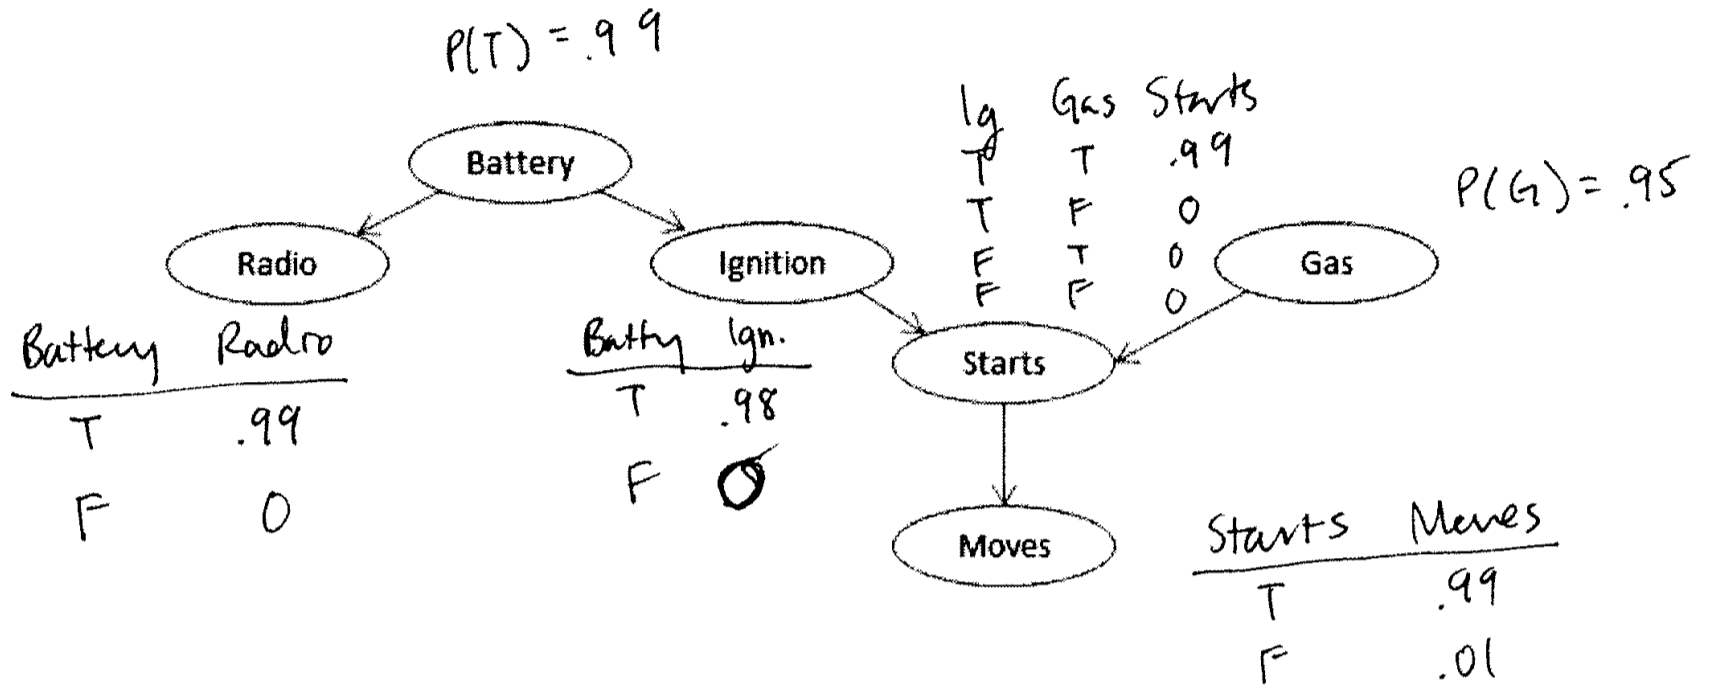 P(T) = .99
Ig Gas Starts
T T .99
T F 0
F T 0
F F 0
P(G) = .95
Battery
Radio
Ignition
Gas
Starts
Moves
Battery Radio
T .99
F 0
Batty Ign.
T .98
F 0
Starts Moves
T .99
F .01